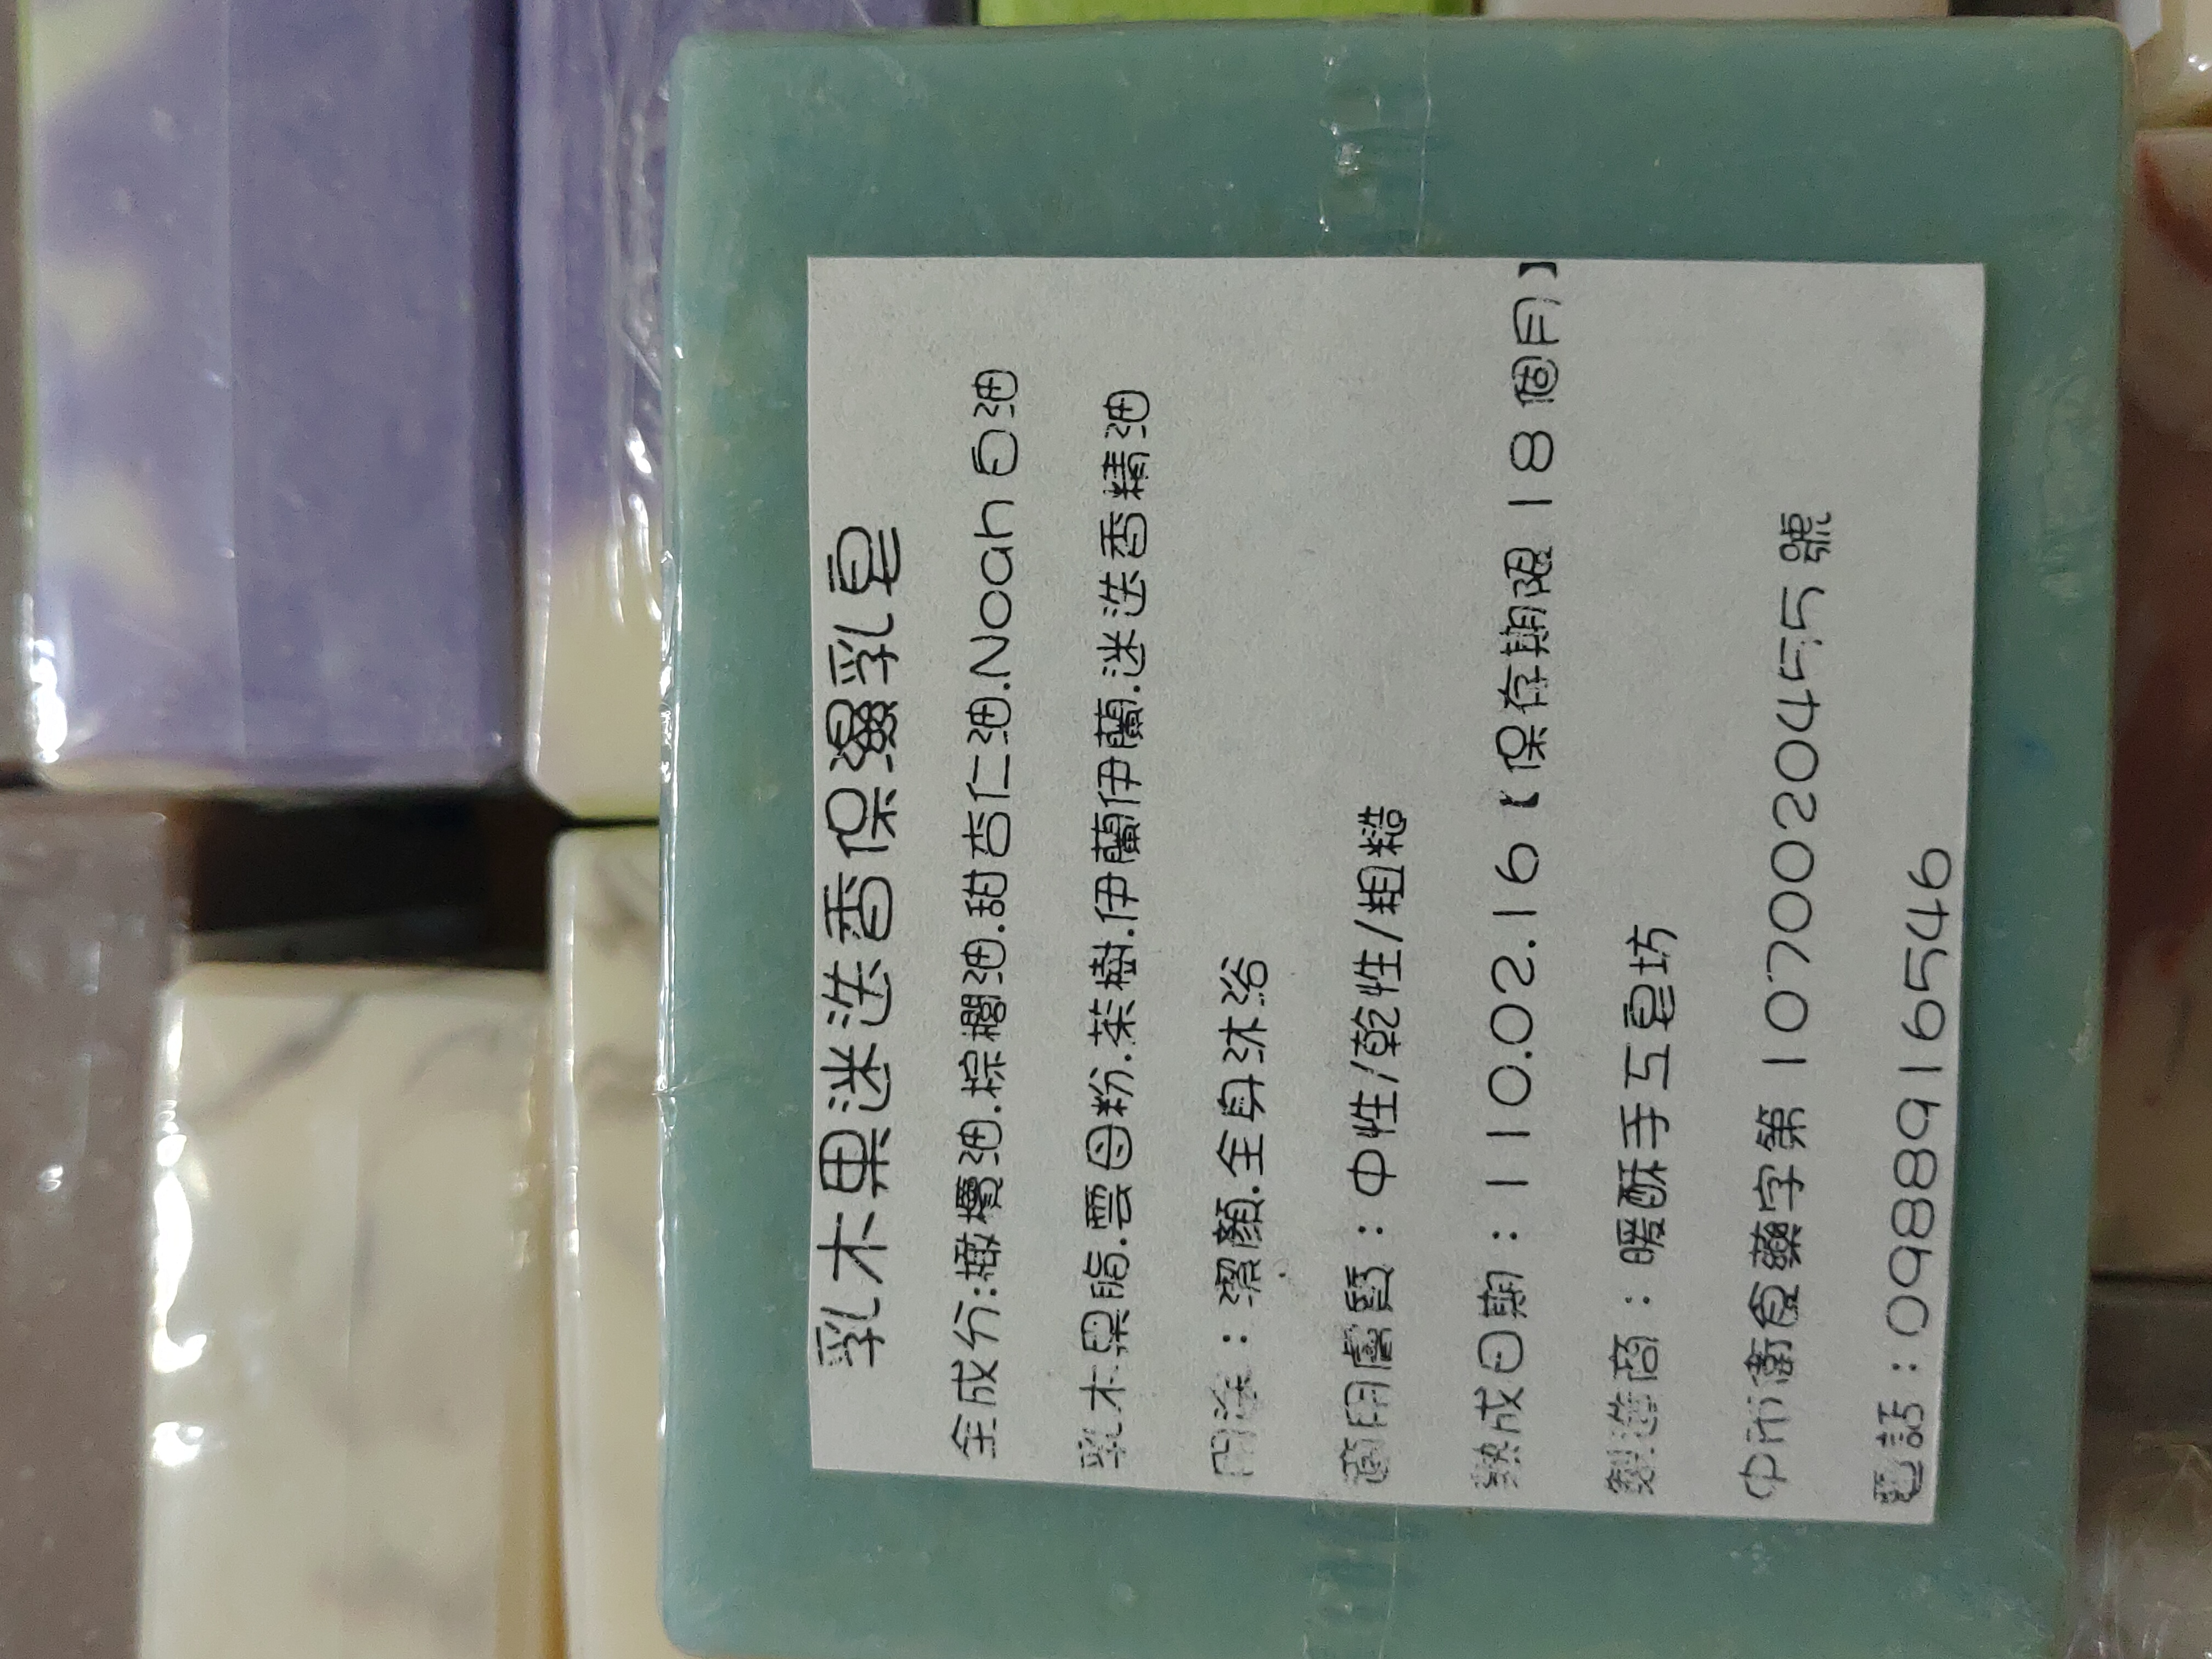 乳木果迷迭香保濕乳皂
全成分:橄欖油.棕櫚油.甜杏仁油.Noah 白油
乳木果脂.雲母粉.茶樹.伊蘭伊蘭.迷迭香精油
用途：潔顏.全身沐浴
適用膚質：中性/乾性/粗糙
熟成日期：110.02.16【保存期限 18 個月】
製造商：暖酥手工皂坊
中市衛食藥字第 1070020455 號
電話：0988916546